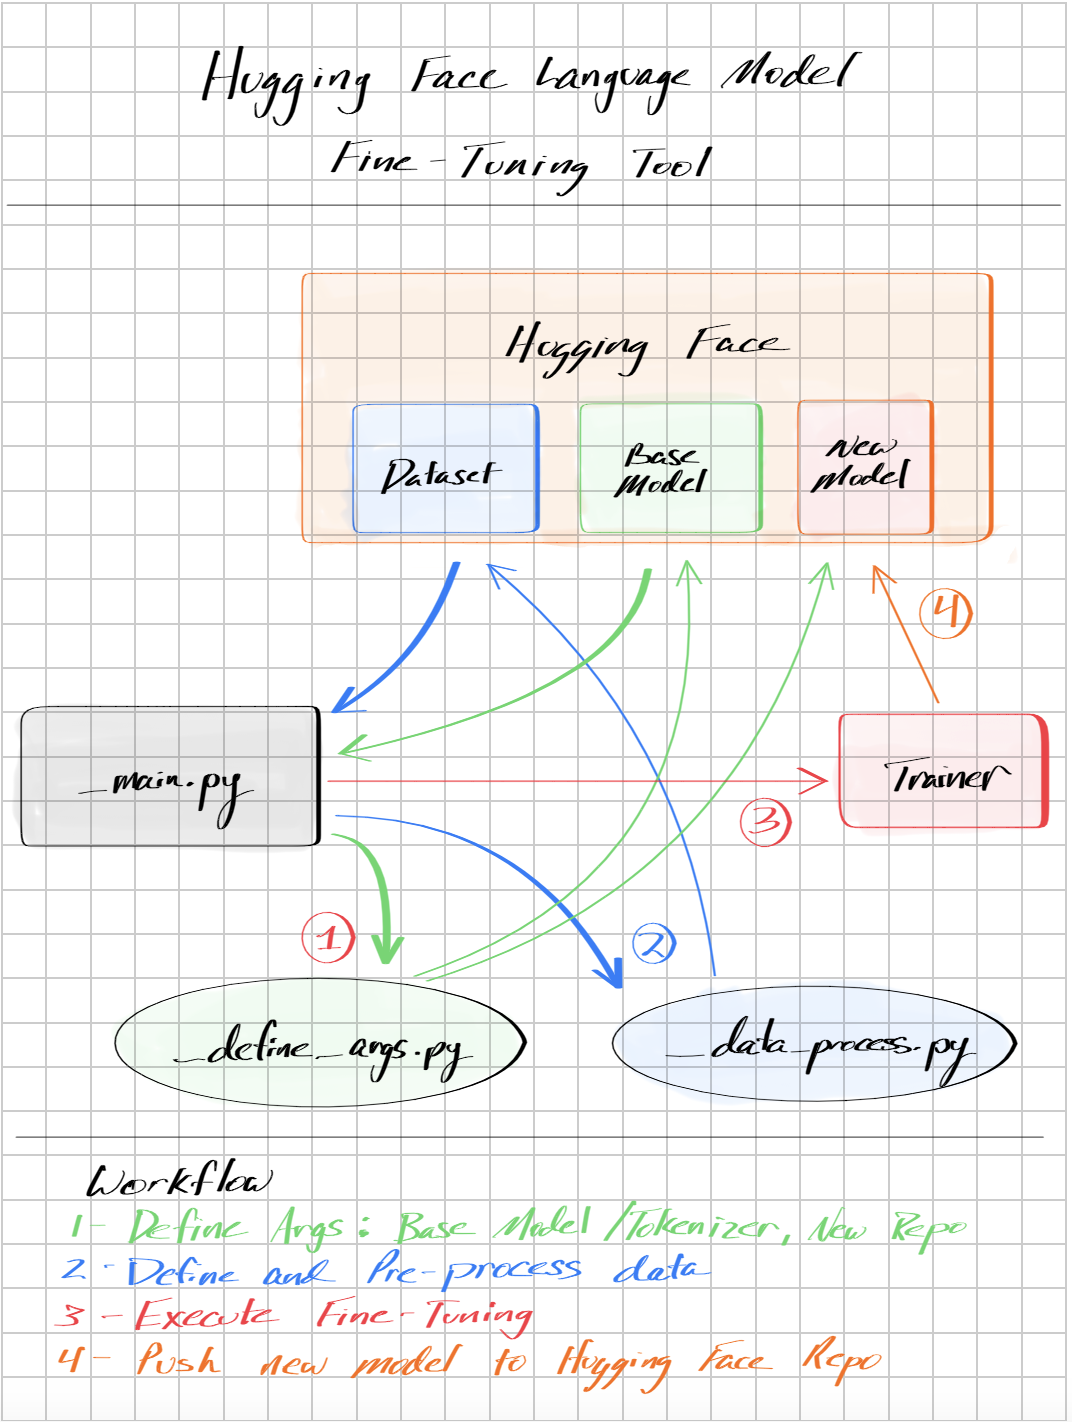 Hugging Face Language Model
Fine-Tuning Tool
Hugging Face
Dataset
Base
Model
New
Model
4
_main.py
Trainer
3
1
2
_define_args.py
_data_process.py
Workflow
1- Define Args: Base Model/Tokenizer, New Repo
2- Define and Pre-process data
3- Execute Fine-Tuning
4- Push new model to Hugging Face Repo